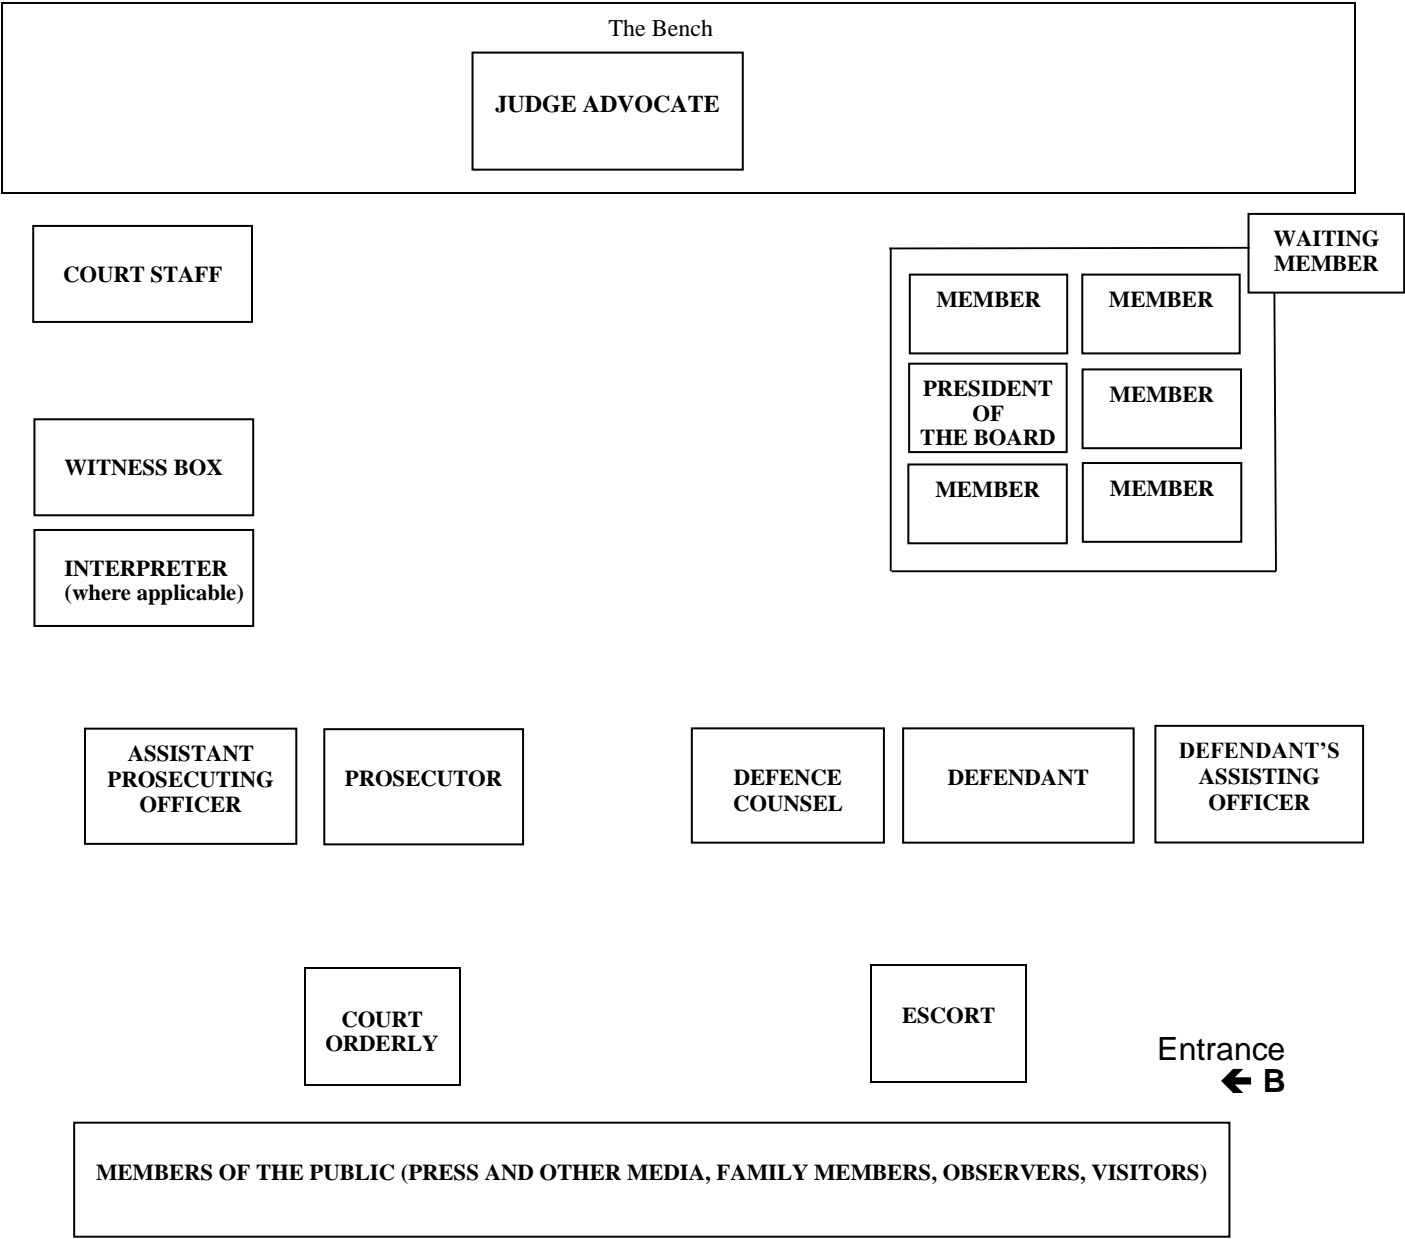 The Bench
JUDGE ADVOCATE
COURT STAFF
WAITING
MEMBER
MEMBER
MEMBER
PRESIDENT
OF
THE BOARD
MEMBER
MEMBER
MEMBER
WITNESS BOX
INTERPRETER
(where applicable)
ASSISTANT
PROSECUTING
OFFICER
PROSECUTOR
DEFENCE
COUNSEL
DEFENDANT
DEFENDANT’S
ASSISTING
OFFICER
COURT
ORDERLY
ESCORT
Entrance
🡸 B
MEMBERS OF THE PUBLIC (PRESS AND OTHER MEDIA, FAMILY MEMBERS, OBSERVERS, VISITORS)